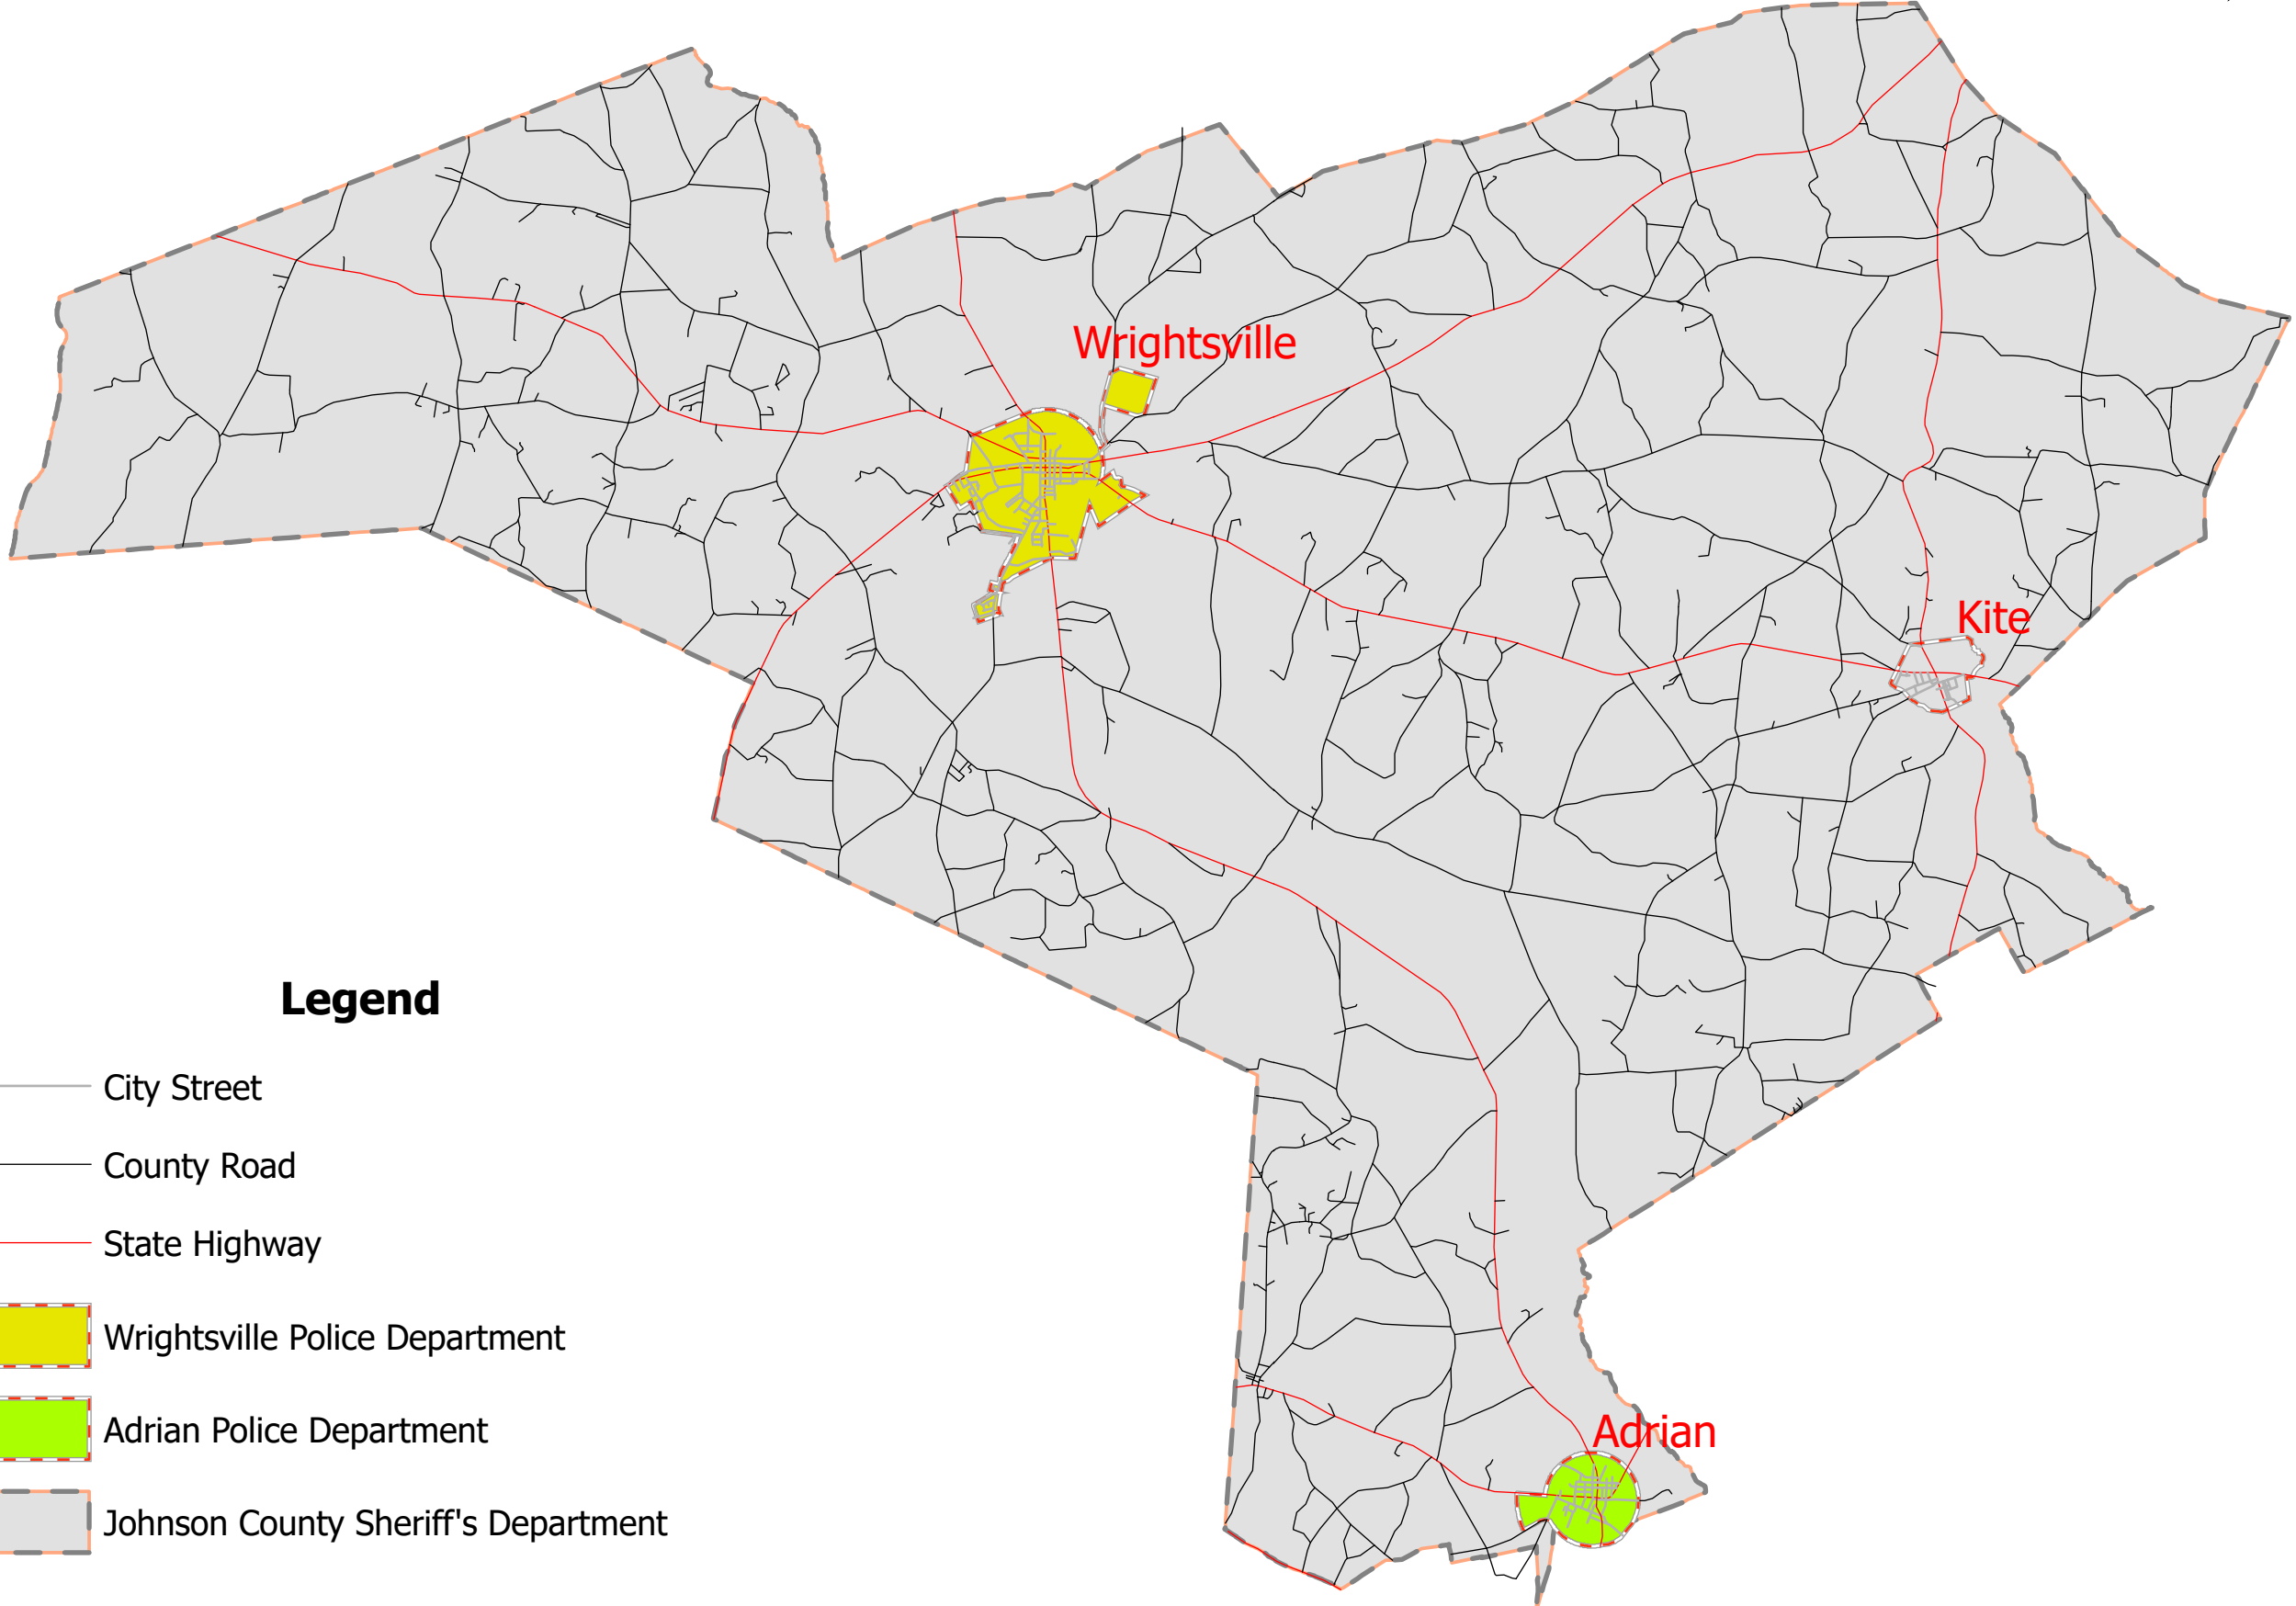 Wrightsville
Kite
Adrian
Legend
City Street
County Road
State Highway
Wrightsville Police Department
Adrian Police Department
Johnson County Sheriff's Department